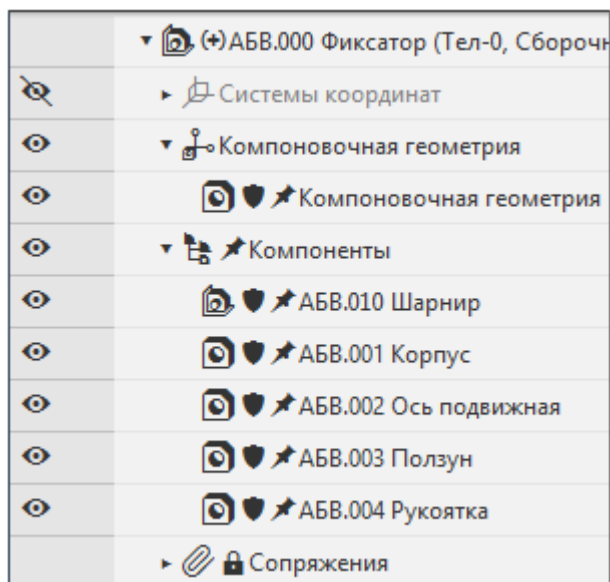 (+)АБВ.000 Фиксатор (Тел-0, Сборочн
Системы координат
Компоновочная геометрия
Компоновочная геометрия
Компоненты
АБВ.010 Шарнир
АБВ.001 Корпус
АБВ.002 Ось подвижная
АБВ.003 Ползун
АБВ.004 Рукоятка
Сопряжения